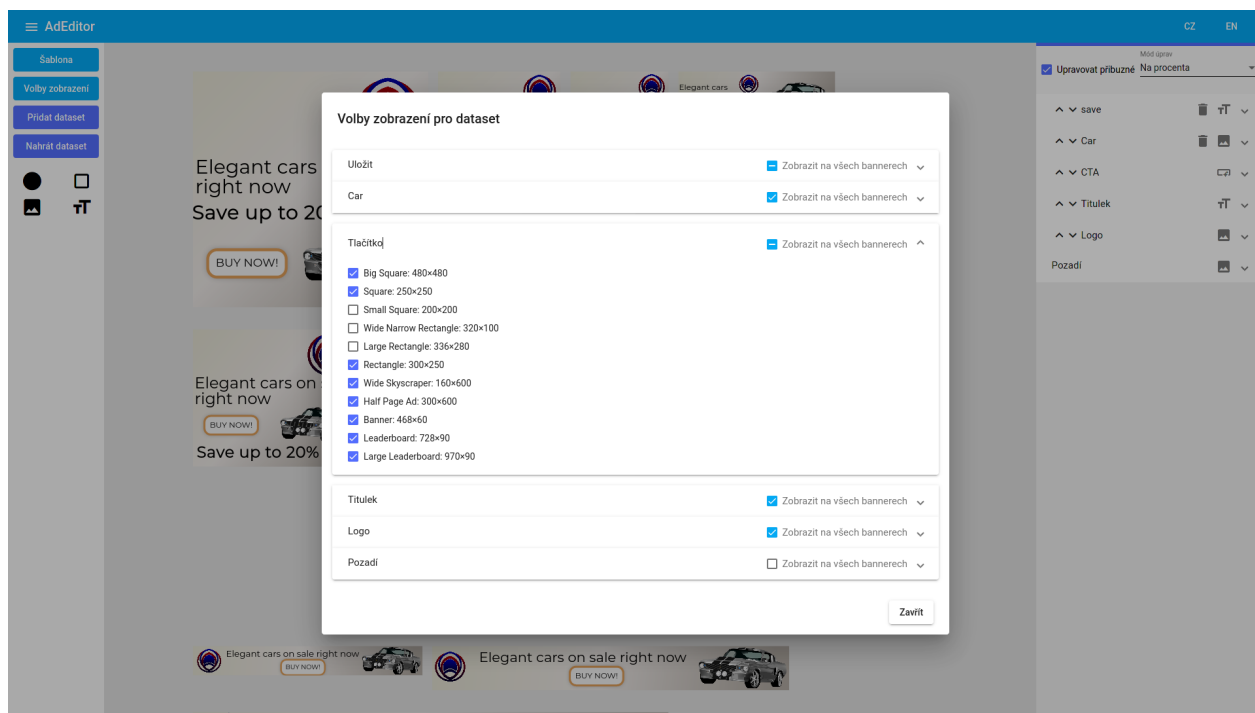 AdEditor
CZ EN
Šablona
Volby zobrazení
Přidat dataset
Nahrát dataset
Mód úprav
Upravovat příbuzné Na procenta
save
Car
CTA
Titulek
Logo
Pozadí
Elegant cars
Elegant cars
right now
Save up to 20
BUY NOW!
Elegant cars on
right now
BUY NOW!
Save up to 20%
Volby zobrazení pro dataset
Uložit Zobrazit na všech bannerech
Car Zobrazit na všech bannerech
Tlačítko Zobrazit na všech bannerech
Big Square: 480×480
Square: 250×250
Small Square: 200×200
Wide Narrow Rectangle: 320×100
Large Rectangle: 336×280
Rectangle: 300×250
Wide Skyscraper: 160×600
Half Page Ad: 300×600
Banner: 468×60
Leaderboard: 728×90
Large Leaderboard: 970×90
Titulek Zobrazit na všech bannerech
Logo Zobrazit na všech bannerech
Pozadí Zobrazit na všech bannerech
Zavřít
Elegant cars on sale right now
BUY NOW!
Elegant cars on sale right now
BUY NOW!